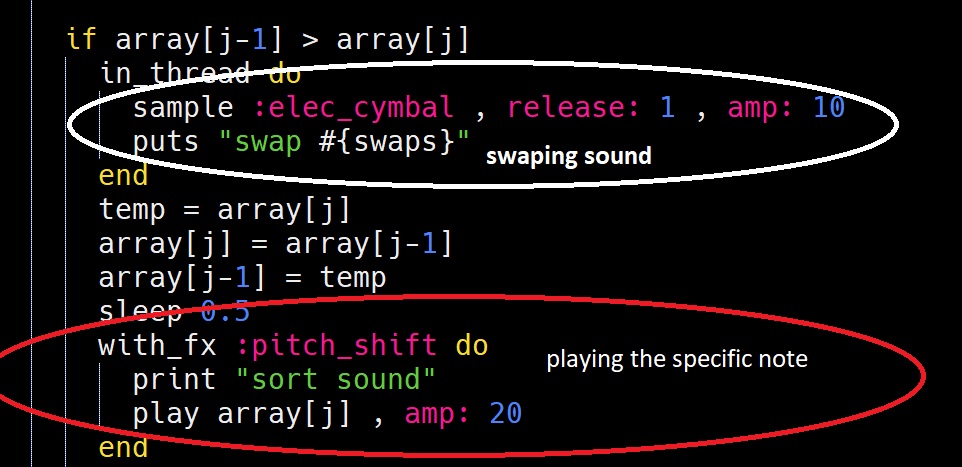 if array[j-1] > array[j]
in_thread do
sample :elec_cymbal , release: 1 , amp: 10
puts "swap #{swaps}"
swaping sound
end
temp = array[j]
array[j] = array[j-1]
array[j-1] = temp
sleep 0.5
with_fx :pitch_shift do
playing the specific note
print "sort sound"
play array[j] , amp: 20
end